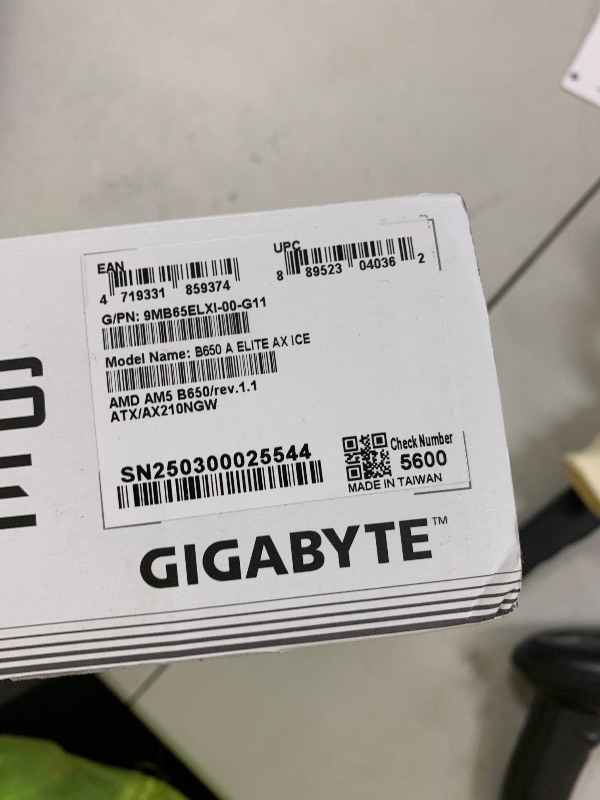 EAN
4 719331 859374
UPC
8 89523 04036 2
G/PN: 9MB65ELXI-00-G11
Model Name: B650 A ELITE AX ICE
AMD AM5 B650/rev.1.1
ATX/AX210NGW
SN250300025544
Check Number
5600
MADE IN TAIWAN
GIGABYTE™